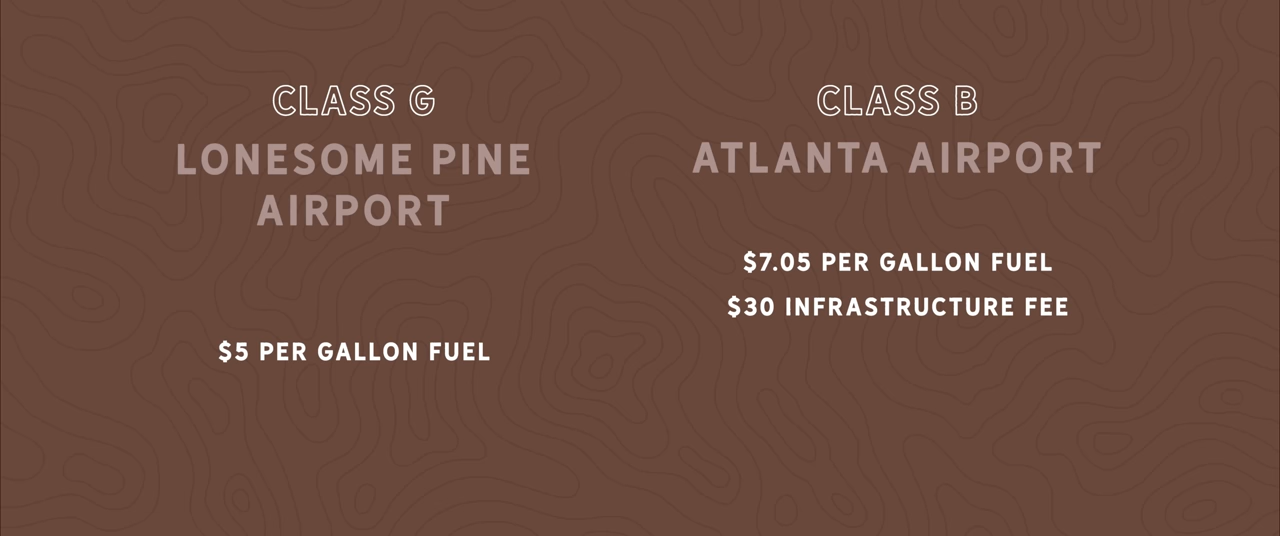 CLASS G
LONESOME PINE
AIRPORT
$5 PER GALLON FUEL
CLASS B
ATLANTA AIRPORT
$7.05 PER GALLON FUEL
$30 INFRASTRUCTURE FEE